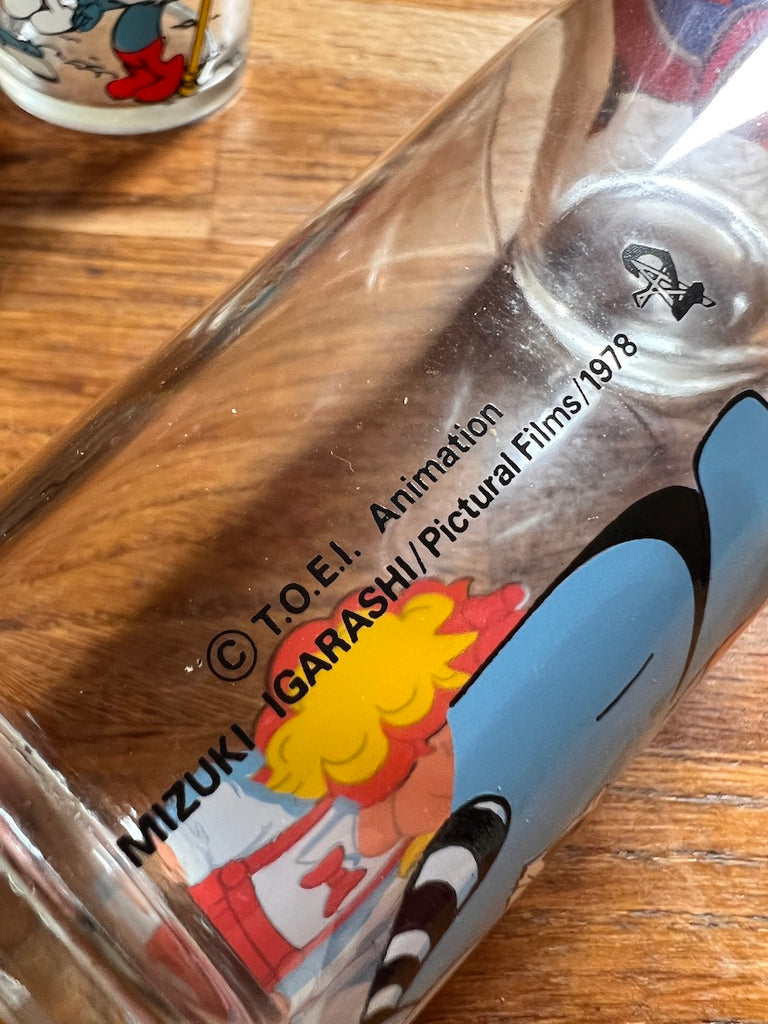 © T.O.E.I. Animation
MIZUKI IGARASHI/Pictural Films/1978